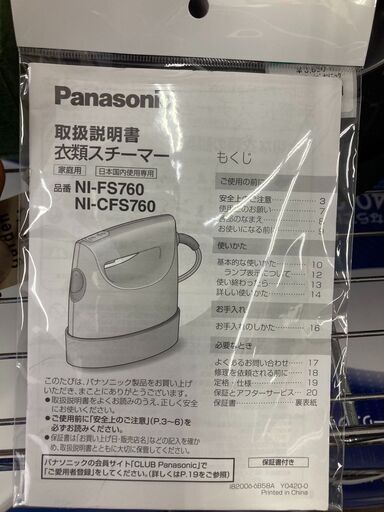 Panasonic
取扱説明書
衣類スチーマー
家庭用 日本国内使用専用
品番 NI-FS760
NI-CFS760
このたびは、パナソニック製品をお買い上げ
いただき、まことにありがとうございます。
●取扱説明書をよくお読みのうえ、正しく安全
にお使いください。
●ご使用前に「安全上のご注意」(P.3〜6)を
必ずお読みください。
●保証書は「お買い上げ日・販売店名」などの記入を確か
め、取扱説明書とともに大切に保管してください。
パナソニックの会員サイト「CLUB Panasonic」で
「ご愛用者登録」をしてください。(詳しくはP.19をご参照)
もくじ
ご使用の前に
安全上のご注意 3
使用上のお願い 7
各部のなまえ 8
お使いになる前に 9
使いかた
基本的な使いかた 10
ランプ表示について 12
使い終わったら 13
詳しい使いかた 14
お手入れ
お手入れのしかた 16
必要なとき
よくあるお問い合わせ 17
修理を依頼される前に 18
定格・仕様 19
保証とアフターサービス 20
保証書 裏表紙
保証書付き
Y0420-0
Printed in China